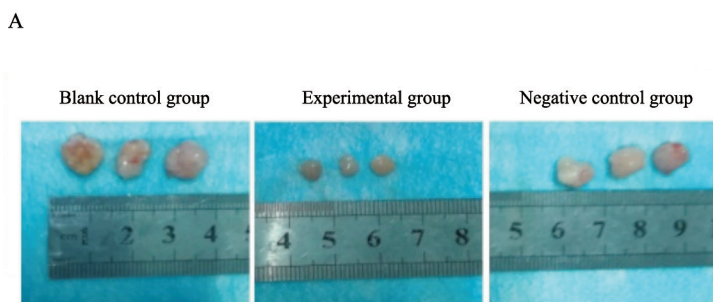 A
Blank control group
Experimental group
Negative control group
1 2 3 4
4 5 6 7 8
5 6 7 8 9